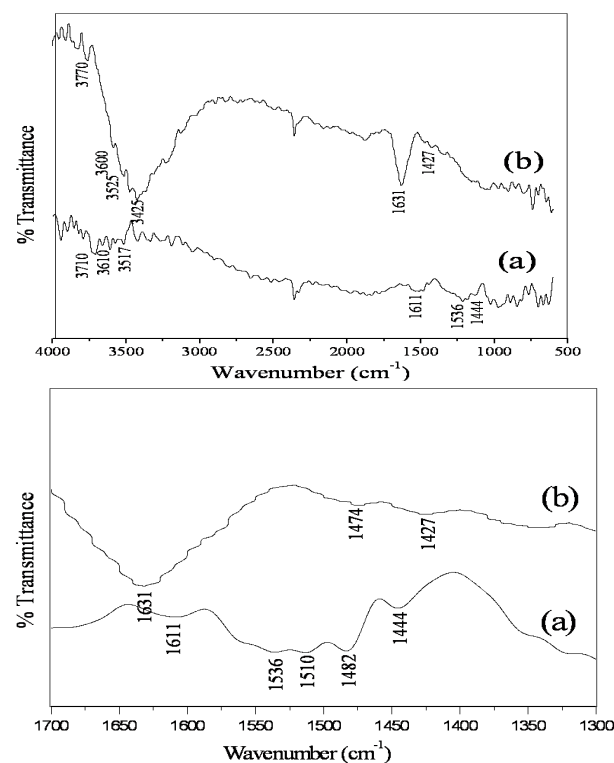 % Transmittance
3770
3600
3525
3425
1631
1427
(b)
3710
3610
3517
1611
1536
1444
(a)
4000 3500 3000 2500 2000 1500 1000 500
Wavenumber (cm-1)
% Transmittance
(b)
1474
1427
1631
1611
1536
1510
1482
1444
(a)
1700 1650 1600 1550 1500 1450 1400 1350 1300
Wavenumber (cm-1)